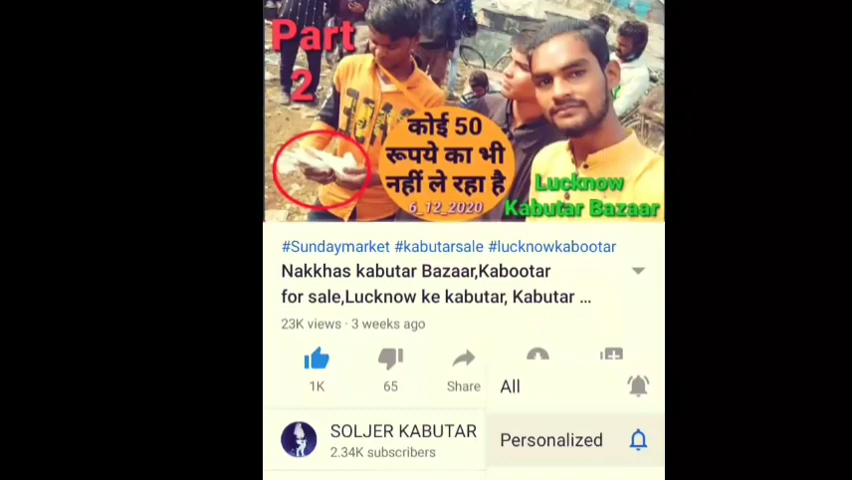 Part
2
कोई 50
रूपये का भी
नहीं ले रहा है
6_12_2020
Lucknow
Kabutar Bazaar
#Sundaymarket #kabutarsale #lucknowkabootar
Nakkhas kabutar Bazaar,Kabootar
for sale,Lucknow ke kabutar, Kabutar ...
23K views · 3 weeks ago
1K
65
Share
All
SOLJER KABUTAR
2.34K subscribers
Personalized